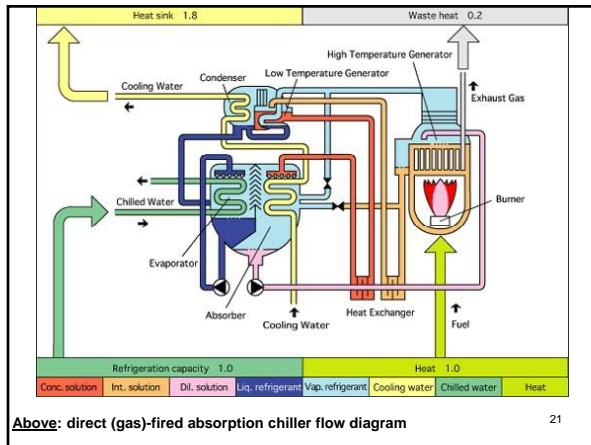 Heat sink 1.8
Waste heat 0.2
High Temperature Generator
Low Temperature Generator
Condenser
Cooling Water
Exhaust Gas
Chilled Water
Burner
Evaporator
Absorber
Cooling Water
Heat Exchanger
Fuel
Refrigeration capacity 1.0
Heat 1.0
Conc. solution
Int. solution
Dil. solution
Liq. refrigerant
Vap. refrigerant
Cooling water
Chilled water
Heat
Above: direct (gas)-fired absorption chiller flow diagram
21